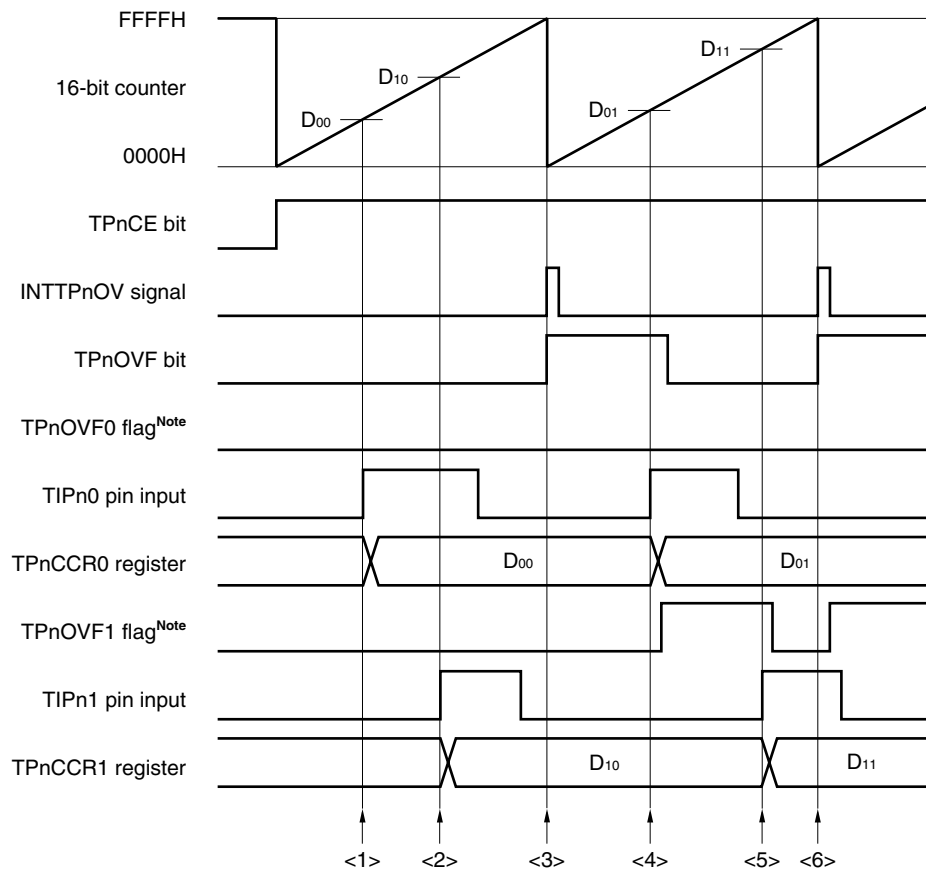 FFFFH
D11
D10
16-bit counter
D01
D00
0000H
TPnCE bit
INTTPnOV signal
TPnOVF bit
TPnOVF0 flagNote
TIPn0 pin input
TPnCCR0 register
D00
D01
TPnOVF1 flagNote
TIPn1 pin input
TPnCCR1 register
D10
D11
<1> <2> <3> <4> <5> <6>